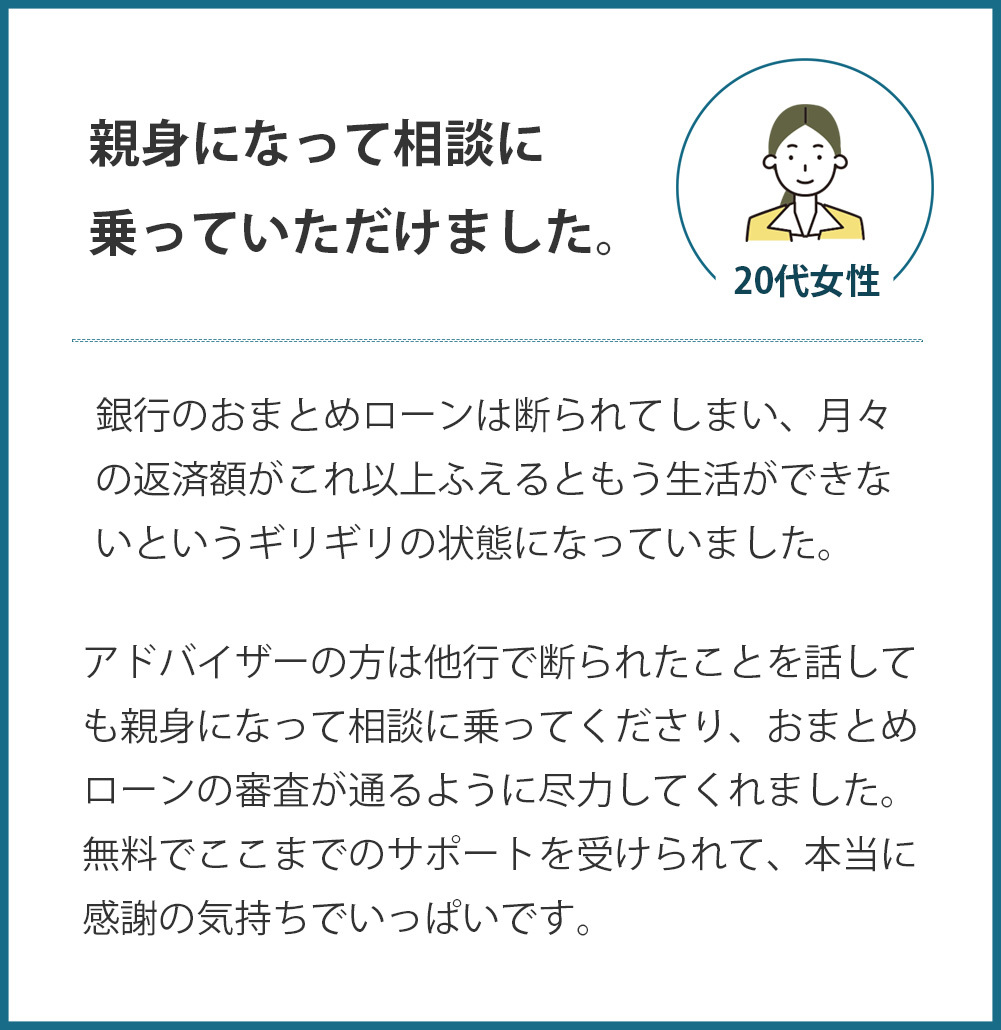 親身になって相談に
乗っていただけました。
20代女性
銀行のおまとめローンは断られてしまい、月々
の返済額がこれ以上ふえるともう生活ができな
いというギリギリの状態になっていました。
アドバイザーの方は他行で断られたことを話して
も親身になって相談に乗ってくださり、おまとめ
ローンの審査が通るように尽力してくれました。
無料でここまでのサポートを受けられて、本当に
感謝の気持ちでいっぱいです。